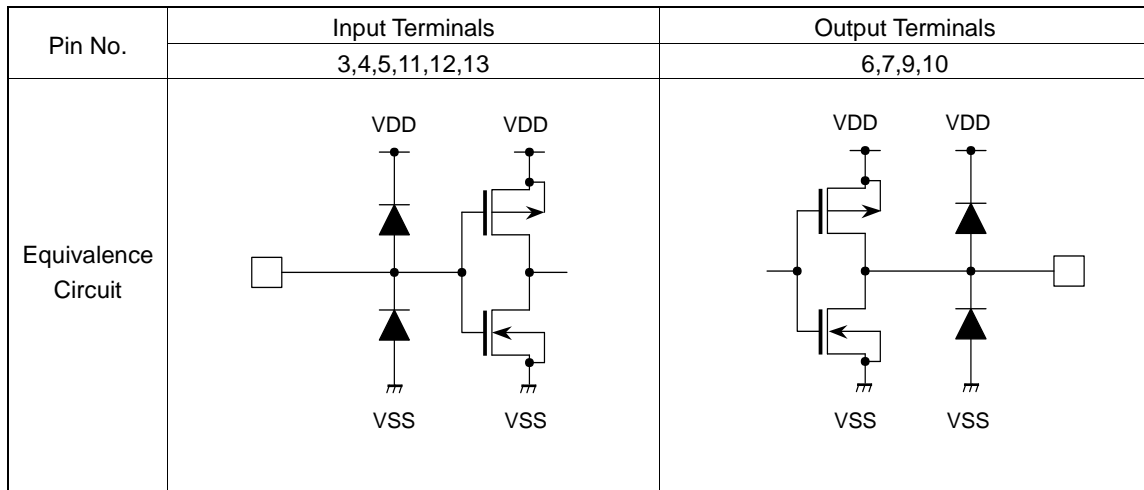 Pin No.
Input Terminals
Output Terminals
3,4,5,11,12,13
6,7,9,10
Equivalence
Circuit
VDD
VDD
VSS
VSS
VDD
VDD
VSS
VSS